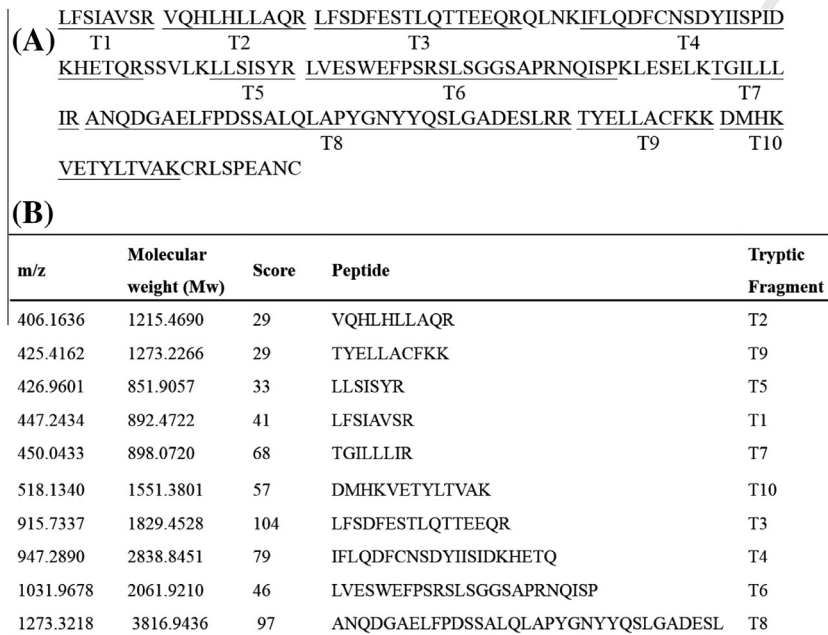 (A)
LFSIAVSR VQHLHLLAQR LFSDFESTLQTTEEQRQLNKIFLQDFCNSDYIISPID
T1 T2 T3 T4
KHETQRSSVLKLLSISYR LVESWEFPSRSLSGGSAPRNQISPKLESELKTGILLL
T5 T6 T7
IR ANQDGAELFPDSSALQLAPYGNYYQSLGADESLRR TYELLACFKK DMHK
T8 T9 T10
VETYLTVAKCRLSPEANC
(B)
m/z Molecular weight (Mw) Score Peptide Tryptic Fragment
406.1636 1215.4690 29 VQHLHLLAQR T2
425.4162 1273.2266 29 TYELLACFKK T9
426.9601 851.9057 33 LLSISYR T5
447.2434 892.4722 41 LFSIAVSR T1
450.0433 898.0720 68 TGILLLIR T7
518.1340 1551.3801 57 DMHKVETYLTVAK T10
915.7337 1829.4528 104 LFSDFESTLQTTEEQR T3
947.2890 2838.8451 79 IFLQDFCNSDYIISIDKHETQ T4
1031.9678 2061.9210 46 LVESWEFPSRSLSGGSAPRNQISP T6
1273.3218 3816.9436 97 ANQDGAELFPDSSALQLAPYGNYYQSLGADESL T8